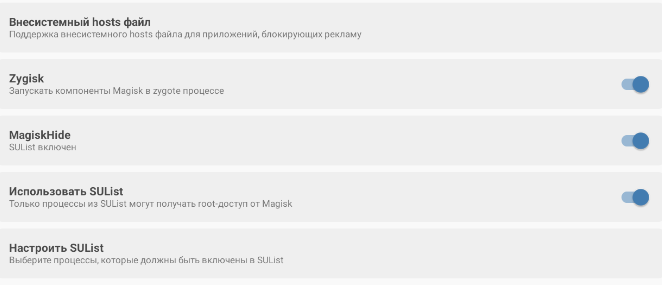 Внесистемный hosts файл
Поддержка внесистемного hosts файла для приложений, блокирующих рекламу
Zygisk
Запускать компоненты Magisk в zygote процессе
MagiskHide
SUList включен
Использовать SUList
Только процессы из SUList могут получать root-доступ от Magisk
Настроить SUList
Выберите процессы, которые должны быть включены в SUList